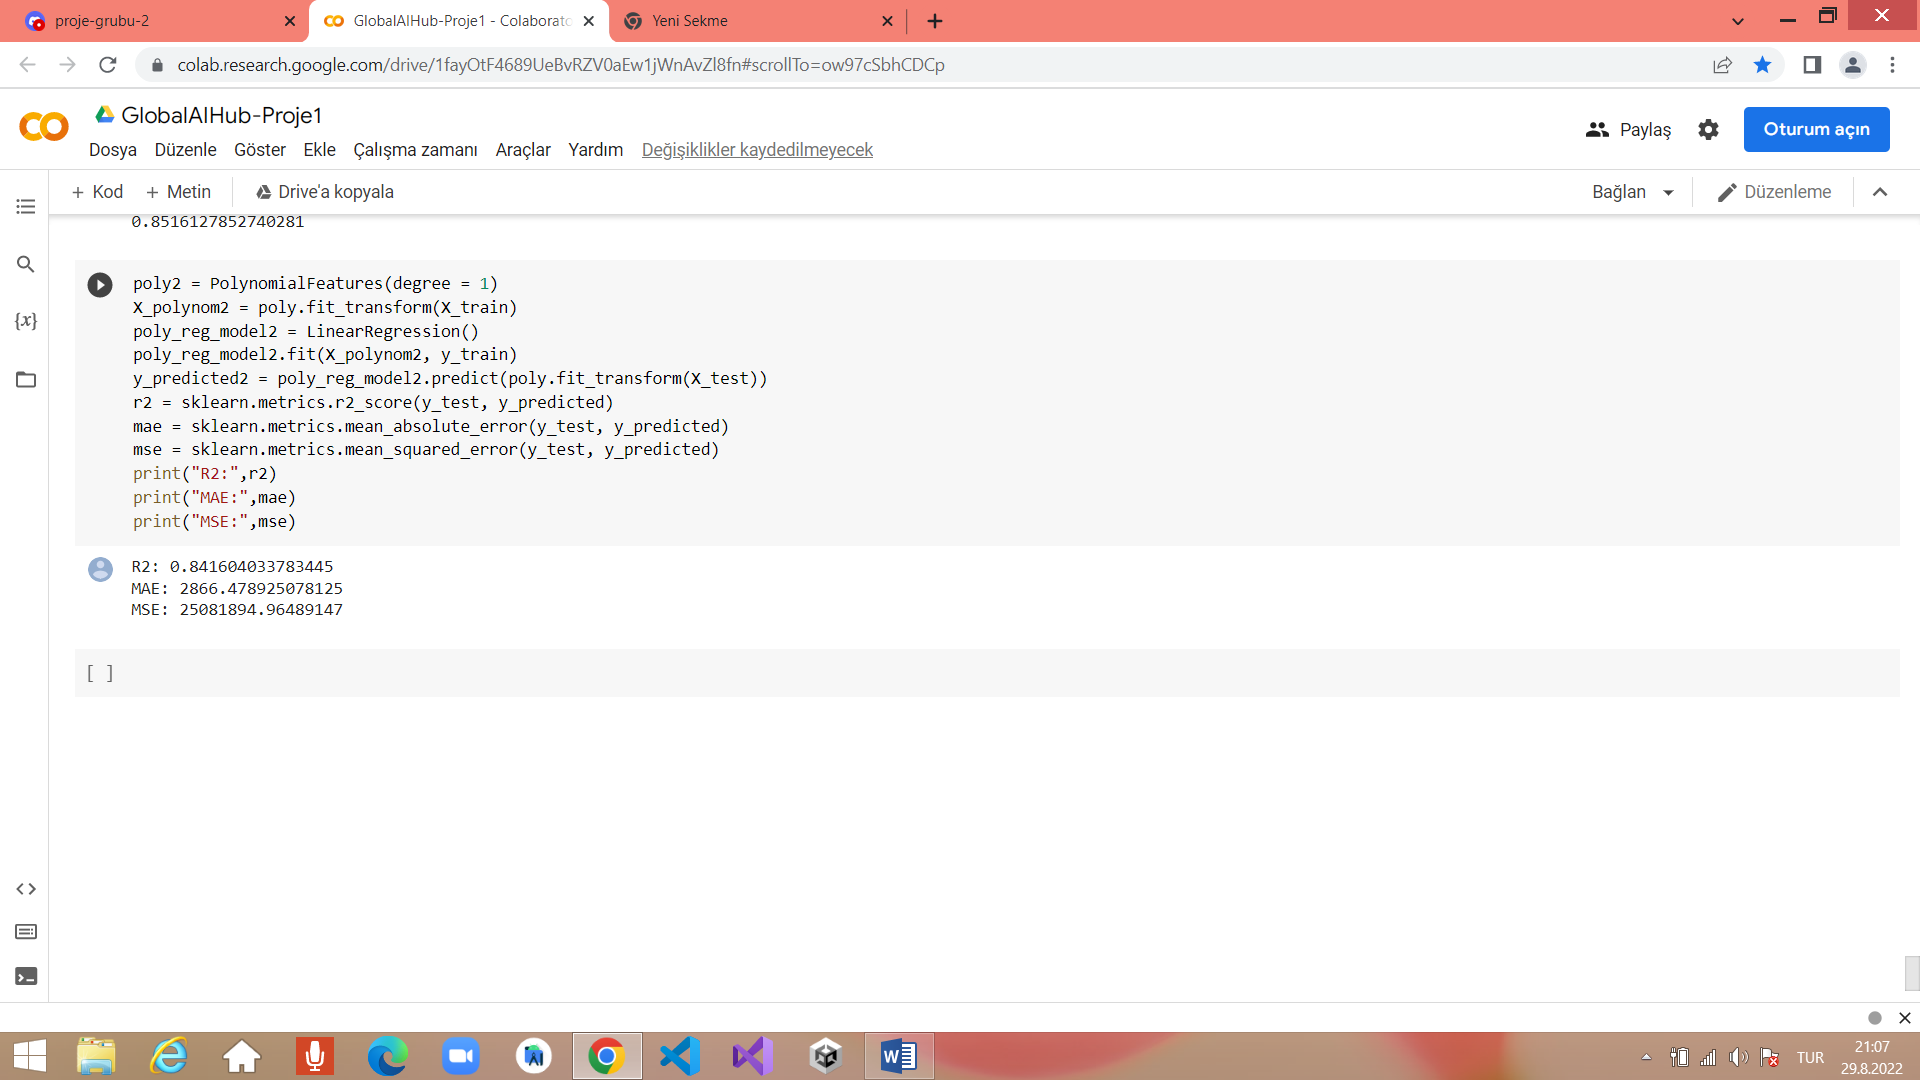 proje-grubu-2
GlobalAIHub-Proje1 - Colaborato
Yeni Sekme
colab.research.google.com/drive/1fayOtF4689UeBvRZV0aEw1jWnAvZl8fn#scrollTo=ow97cSbhCDCp
GlobalAIHub-Proje1
Dosya Düzenle Göster Ekle Çalışma zamanı Araçlar Yardım Değişiklikler kaydedilmeyecek
Paylaş
Oturum açın
+ Kod + Metin Drive'a kopyala
Bağlan
Düzenleme
{x}
0.8516127852740281
poly2 = PolynomialFeatures(degree = 1)
X_polynom2 = poly.fit_transform(X_train)
poly_reg_model2 = LinearRegression()
poly_reg_model2.fit(X_polynom2, y_train)
y_predicted2 = poly_reg_model2.predict(poly.fit_transform(X_test))
r2 = sklearn.metrics.r2_score(y_test, y_predicted)
mae = sklearn.metrics.mean_absolute_error(y_test, y_predicted)
mse = sklearn.metrics.mean_squared_error(y_test, y_predicted)
print("R2:",r2)
print("MAE:",mae)
print("MSE:",mse)
R2: 0.841604033783445
MAE: 2866.478925078125
MSE: 25081894.96489147
[ ]
TUR
21:07
29.8.2022